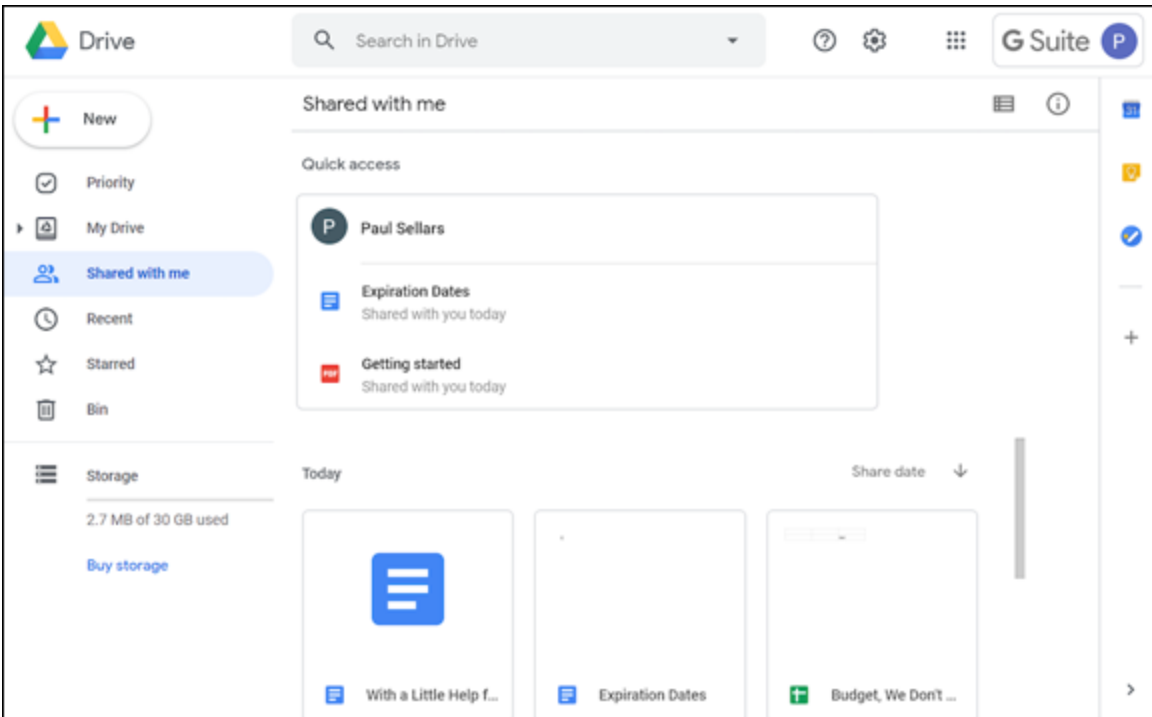 Drive
Search in Drive
G Suite
P
New
Priority
My Drive
Shared with me
Recent
Starred
Bin
Storage
2.7 MB of 30 GB used
Buy storage
Shared with me
Quick access
P
Paul Sellars
Expiration Dates
Shared with you today
PDF
Getting started
Shared with you today
Today
Share date
With a Little Help f...
Expiration Dates
Budget, We Don't ...
31